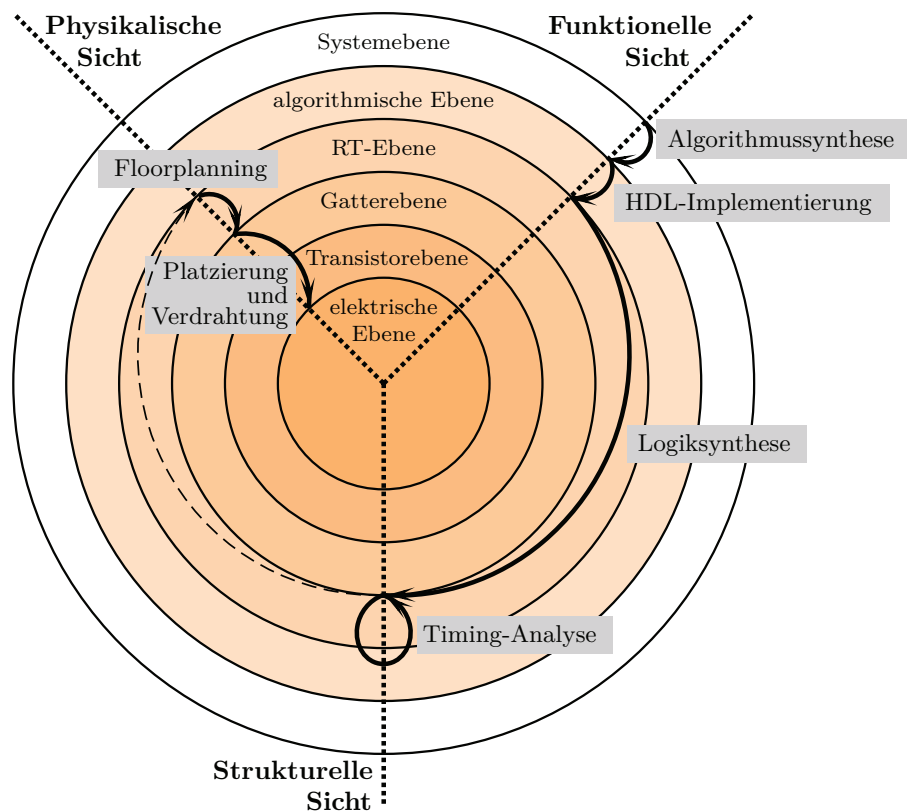 Physikalische
Sicht
Funktionelle
Sicht
Systemebene
algorithmische Ebene
Algorithmussynthese
RT-Ebene
Floorplanning
Gatterebene
HDL-Implementierung
Transistorebene
Platzierung
und
Verdrahtung
elektrische
Ebene
Logiksynthese
Timing-Analyse
Strukturelle
Sicht